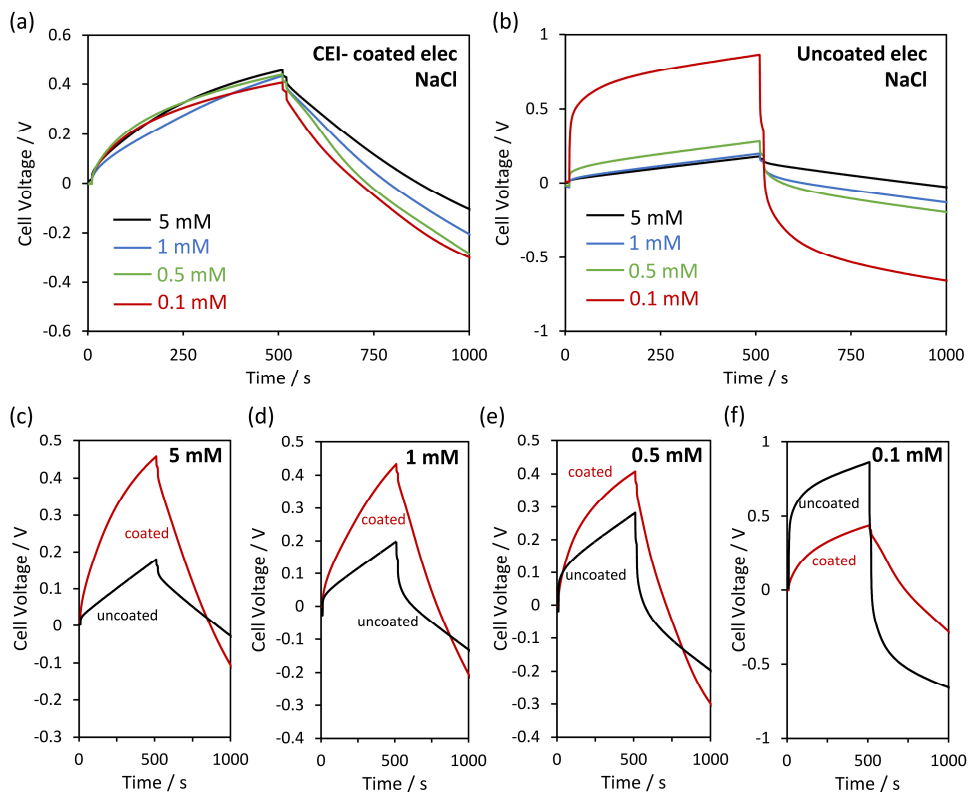 (a)
CEI- coated elec
NaCl
Cell Voltage / V
0.6
0.4
0.2
0
-0.2
-0.4
-0.6
5 mM
1 mM
0.5 mM
0.1 mM
0
250
500
750
1000
Time / s
(b)
Uncoated elec
NaCl
Cell Voltage / V
1
0.5
0
-0.5
-1
5 mM
1 mM
0.5 mM
0.1 mM
0
250
500
750
1000
Time / s
(c)
5 mM
Cell Voltage / V
0.5
0.4
0.3
0.2
0.1
0
-0.1
-0.2
-0.3
coated
uncoated
0
500
1000
Time / s
(d)
1 mM
Cell Voltage / V
0.5
0.4
0.3
0.2
0.1
0
-0.1
-0.2
-0.3
-0.4
coated
uncoated
0
500
1000
Time / s
(e)
0.5 mM
Cell Voltage / V
0.5
0.4
0.3
0.2
0.1
0
-0.1
-0.2
-0.3
-0.4
coated
uncoated
0
500
1000
Time / s
(f)
0.1 mM
Cell Voltage / V
1
0.5
0
-0.5
-1
uncoated
coated
0
500
1000
Time / s